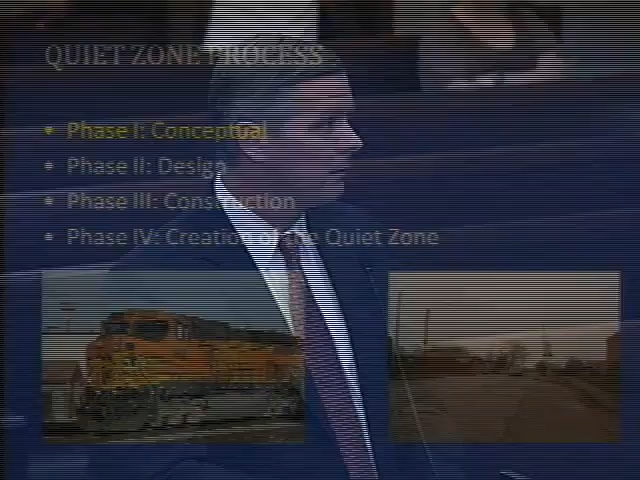 QUIET ZONE PROCESS
• Phase I: Conceptual
• Phase II: Design
• Phase III: Construction
• Phase IV: Creation of the Quiet Zone